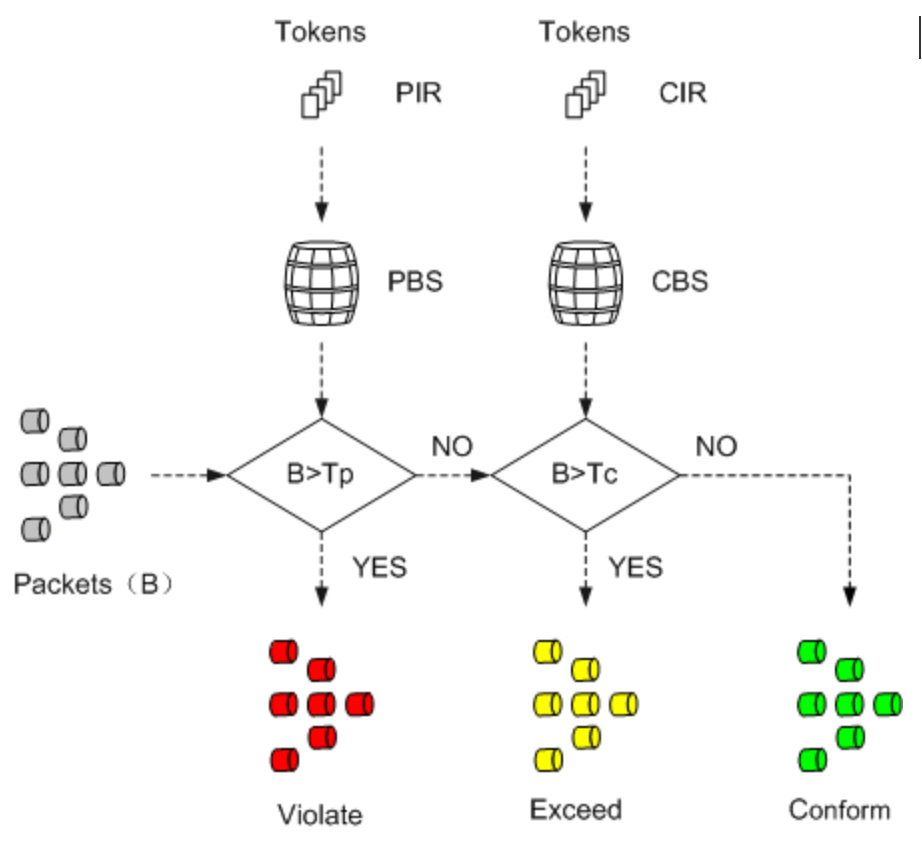 Tokens
Tokens
PIR
CIR
PBS
CBS
B>Tp
NO
B>Tc
NO
Packets（B）
YES
YES
Violate
Exceed
Conform